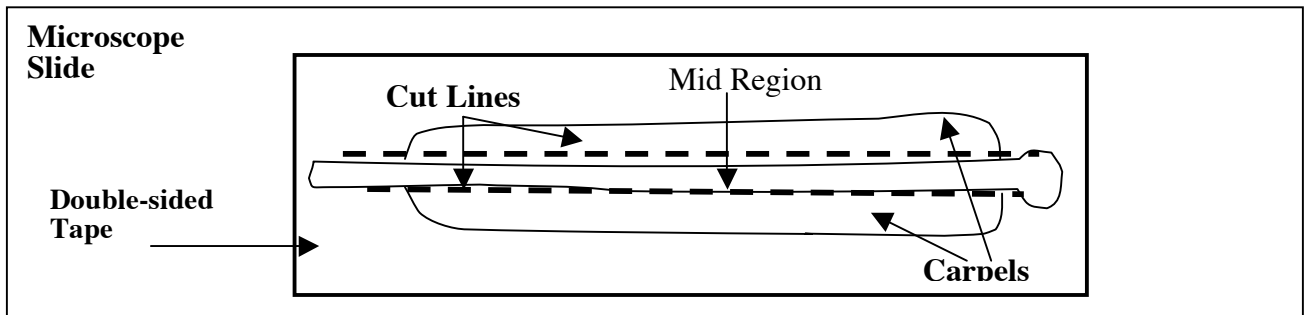 Microscope
Slide
Mid Region
Cut Lines
Double-sided
Tape
Carpels